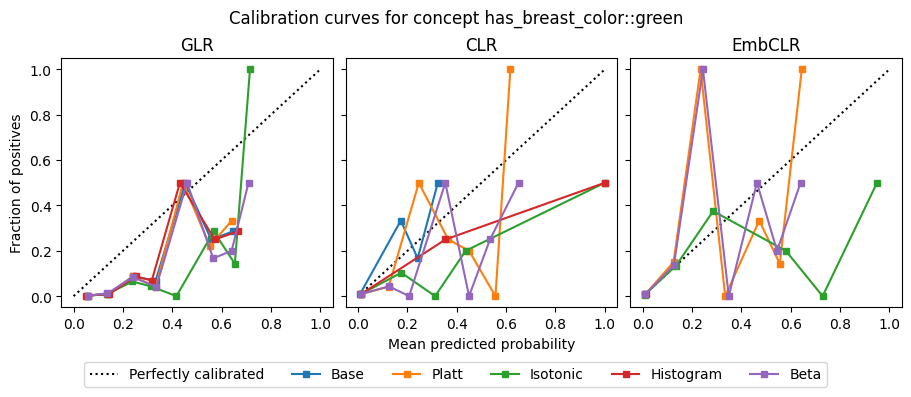 Calibration curves for concept has_breast_color::green
GLR
CLR
EmbCLR
Fraction of positives
1.0
0.8
0.6
0.4
0.2
0.0
0.0 0.2 0.4 0.6 0.8 1.0
0.0 0.2 0.4 0.6 0.8 1.0
0.0 0.2 0.4 0.6 0.8 1.0
Mean predicted probability
Perfectly calibrated Base Platt Isotonic Histogram Beta